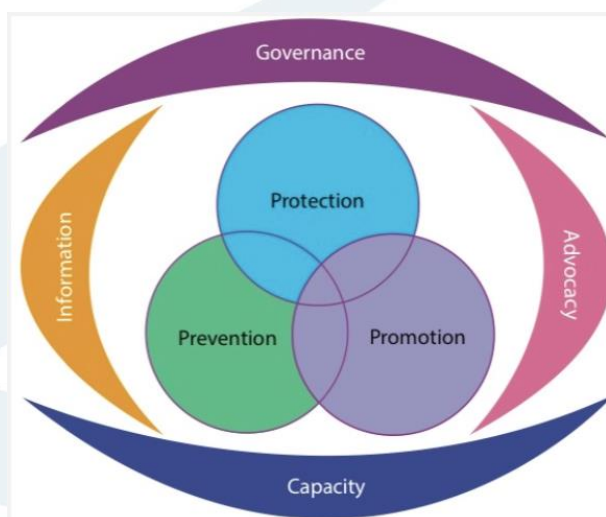 Governance
Protection
Information
Advocacy
Prevention
Promotion
Capacity